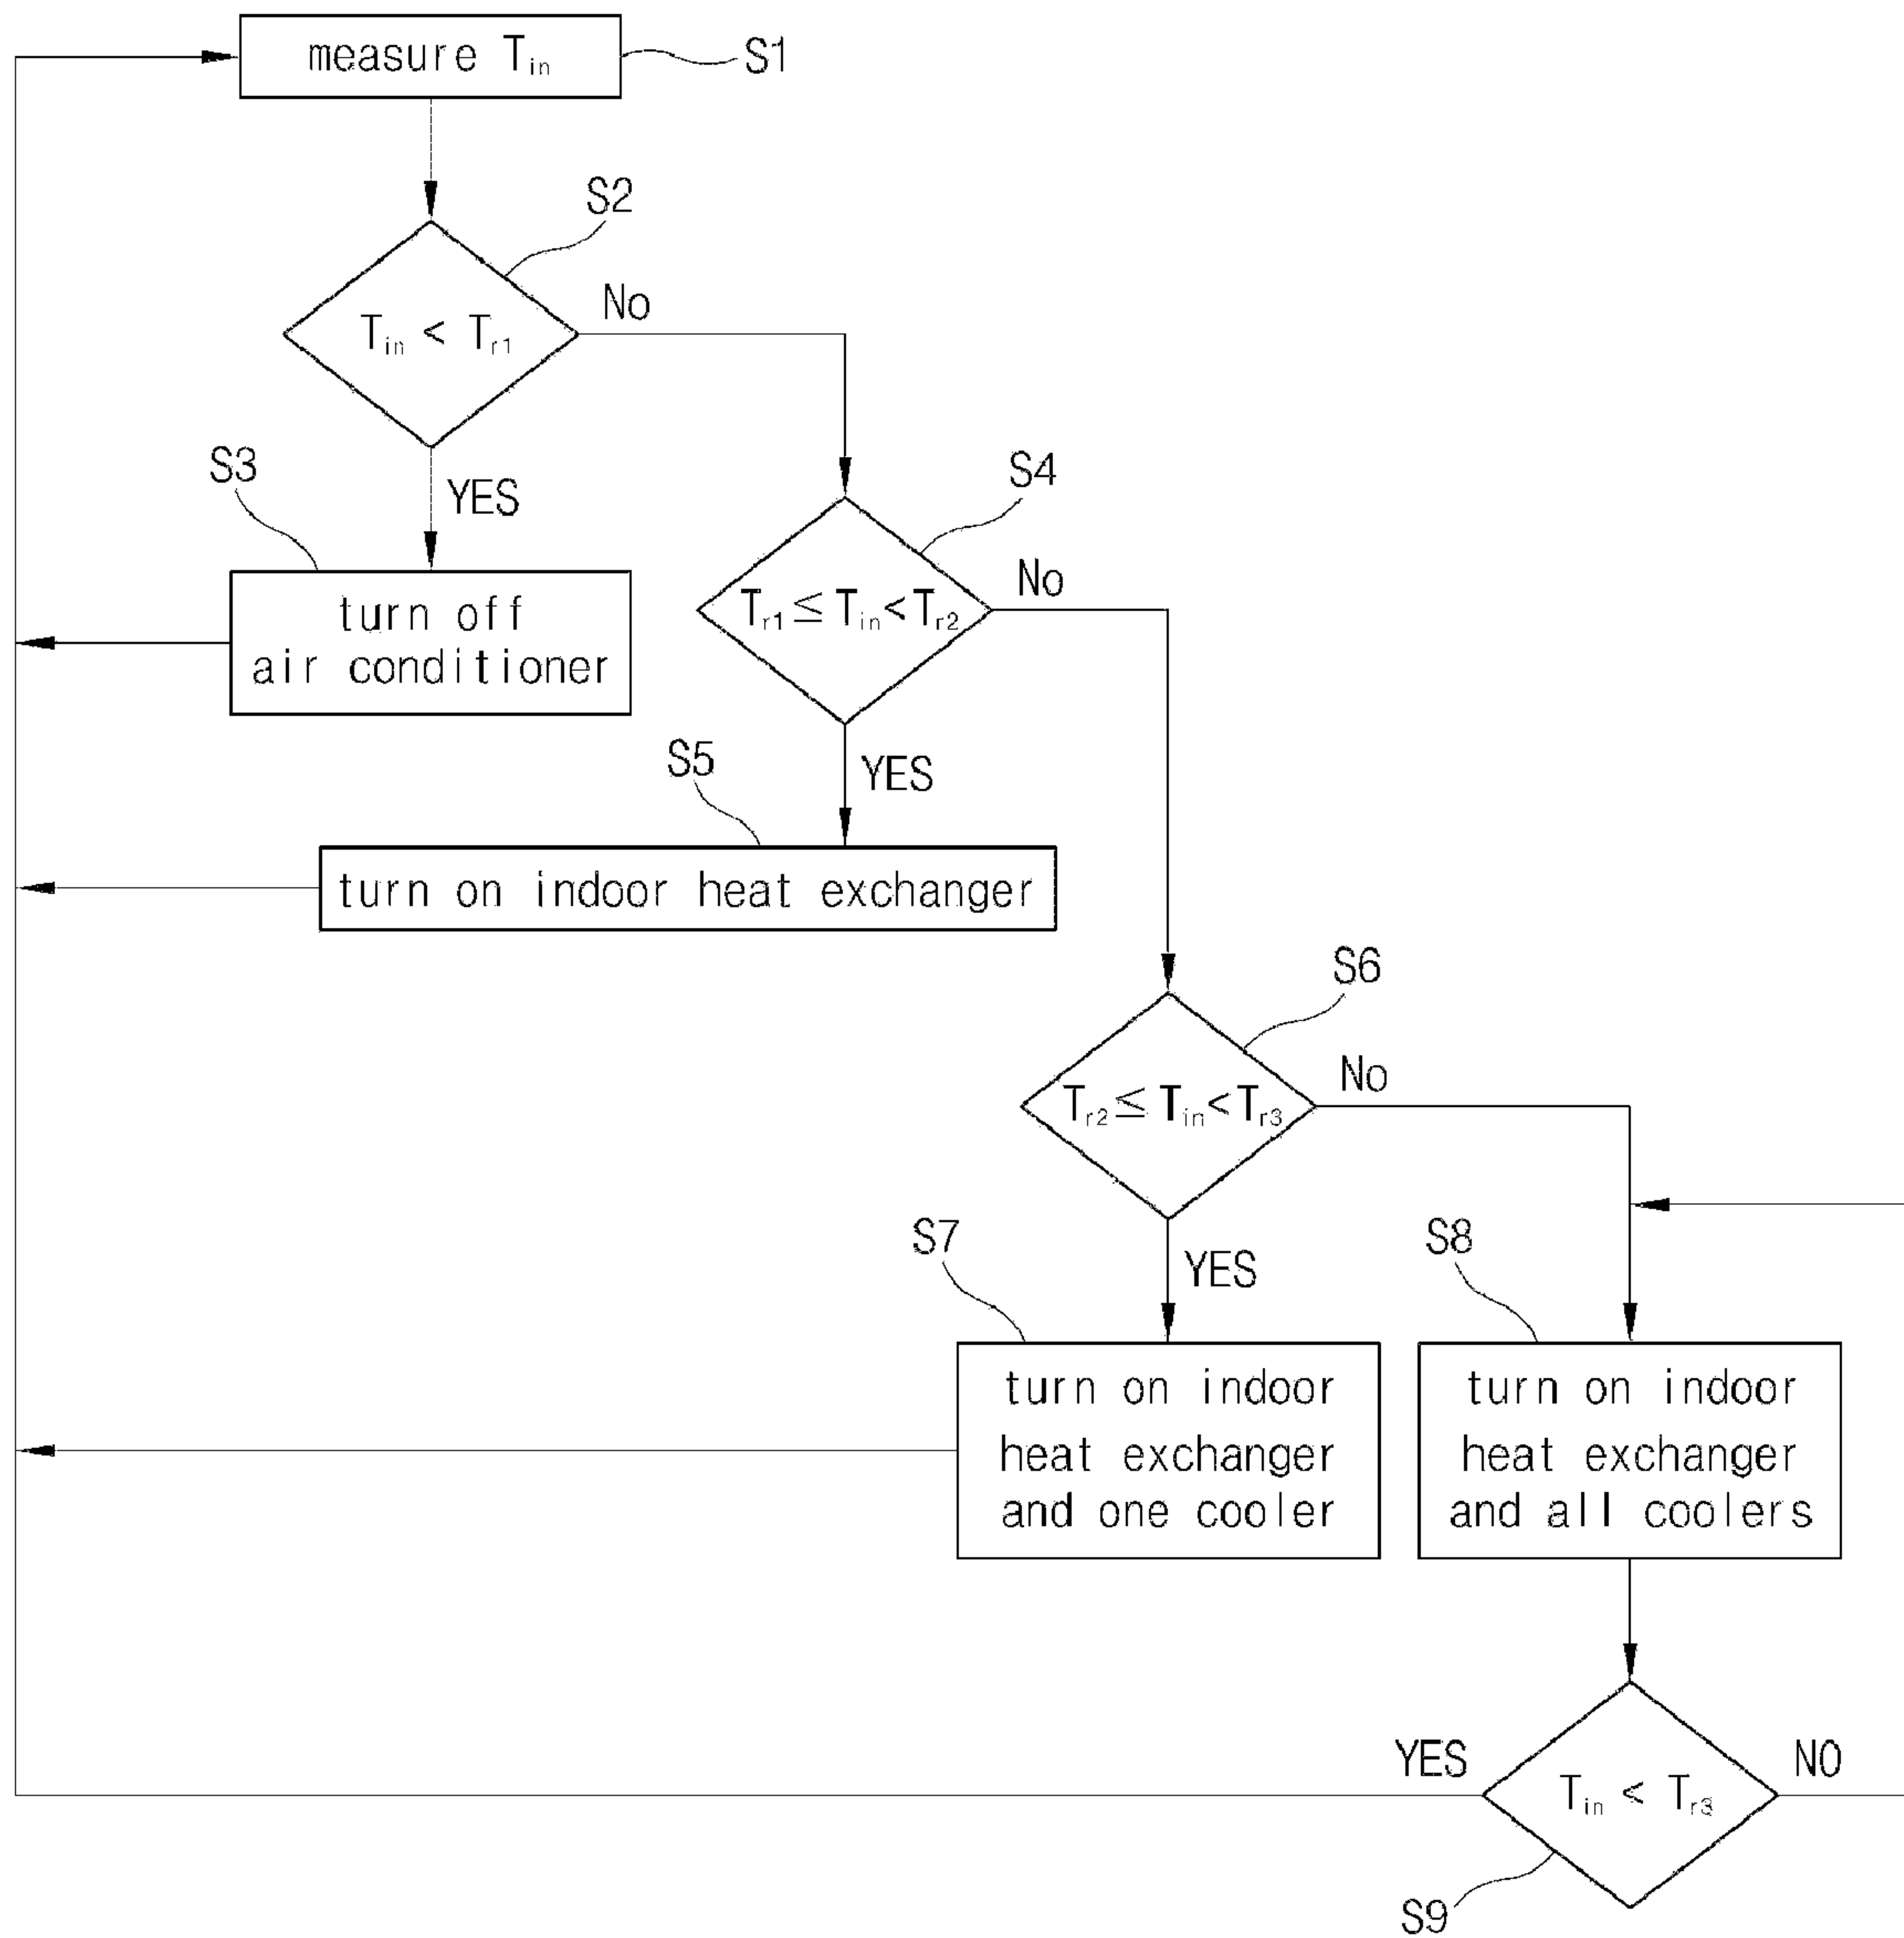 measure Tin
S1
S2
Tin < Tr1
No
YES
S3
turn off
air conditioner
S4
Tr1≤Tin<Tr2
No
YES
S5
turn on indoor heat exchanger
S6
Tr2≤Tin<Tr3
No
YES
S7
turn on indoor
heat exchanger
and one cooler
S8
turn on indoor
heat exchanger
and all coolers
YES
Tin < Tr3
NO
S9